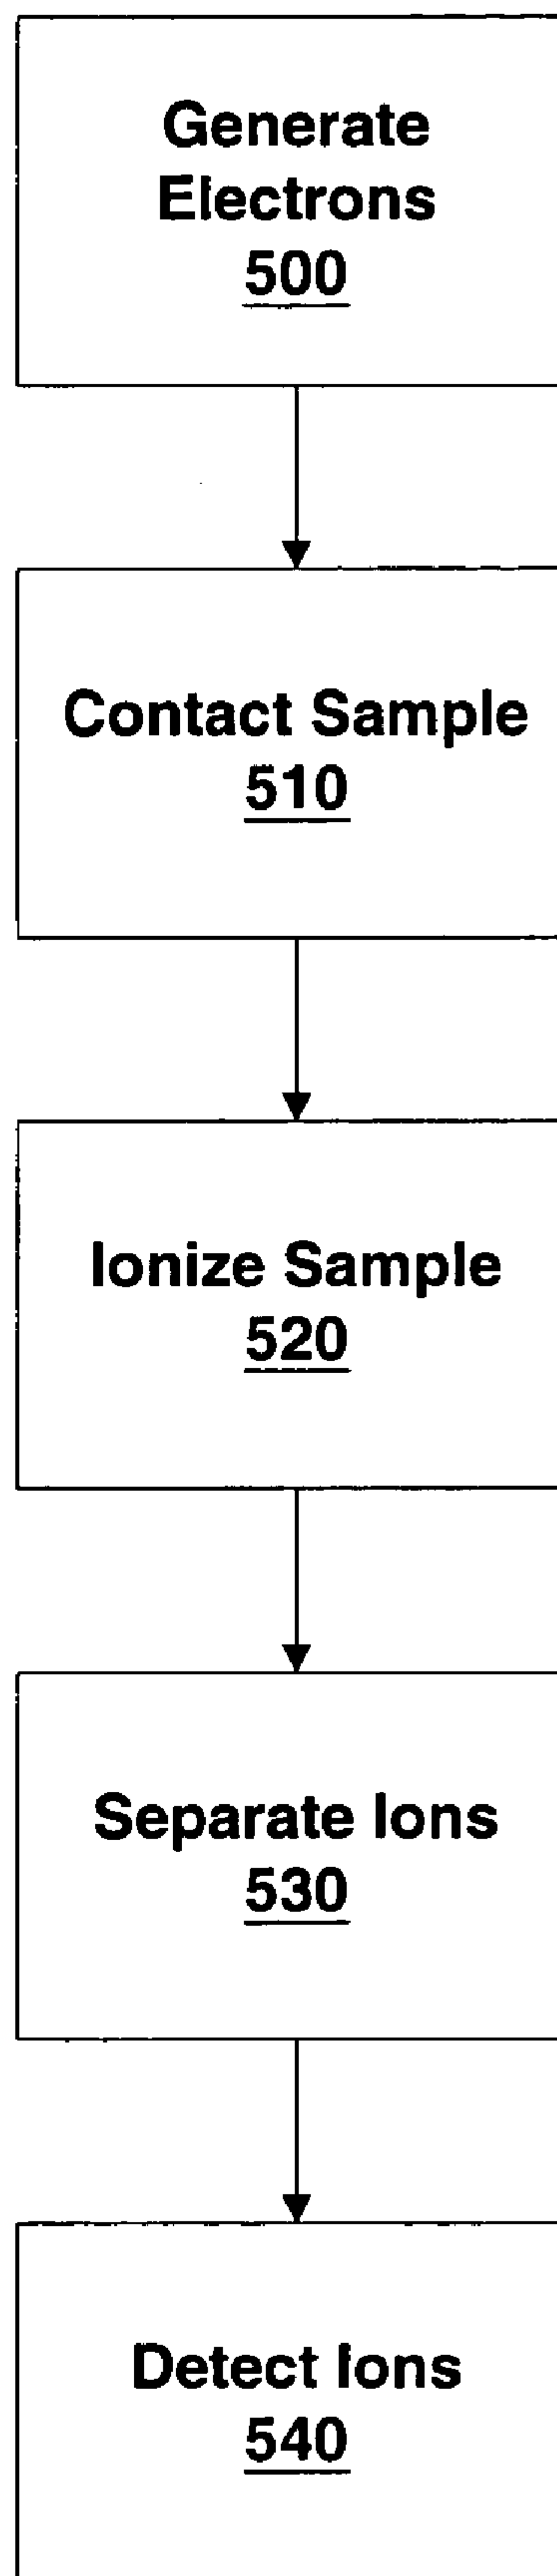 Generate
Electrons
500
Contact Sample
510
Ionize Sample
520
Separate Ions
530
Detect Ions
540